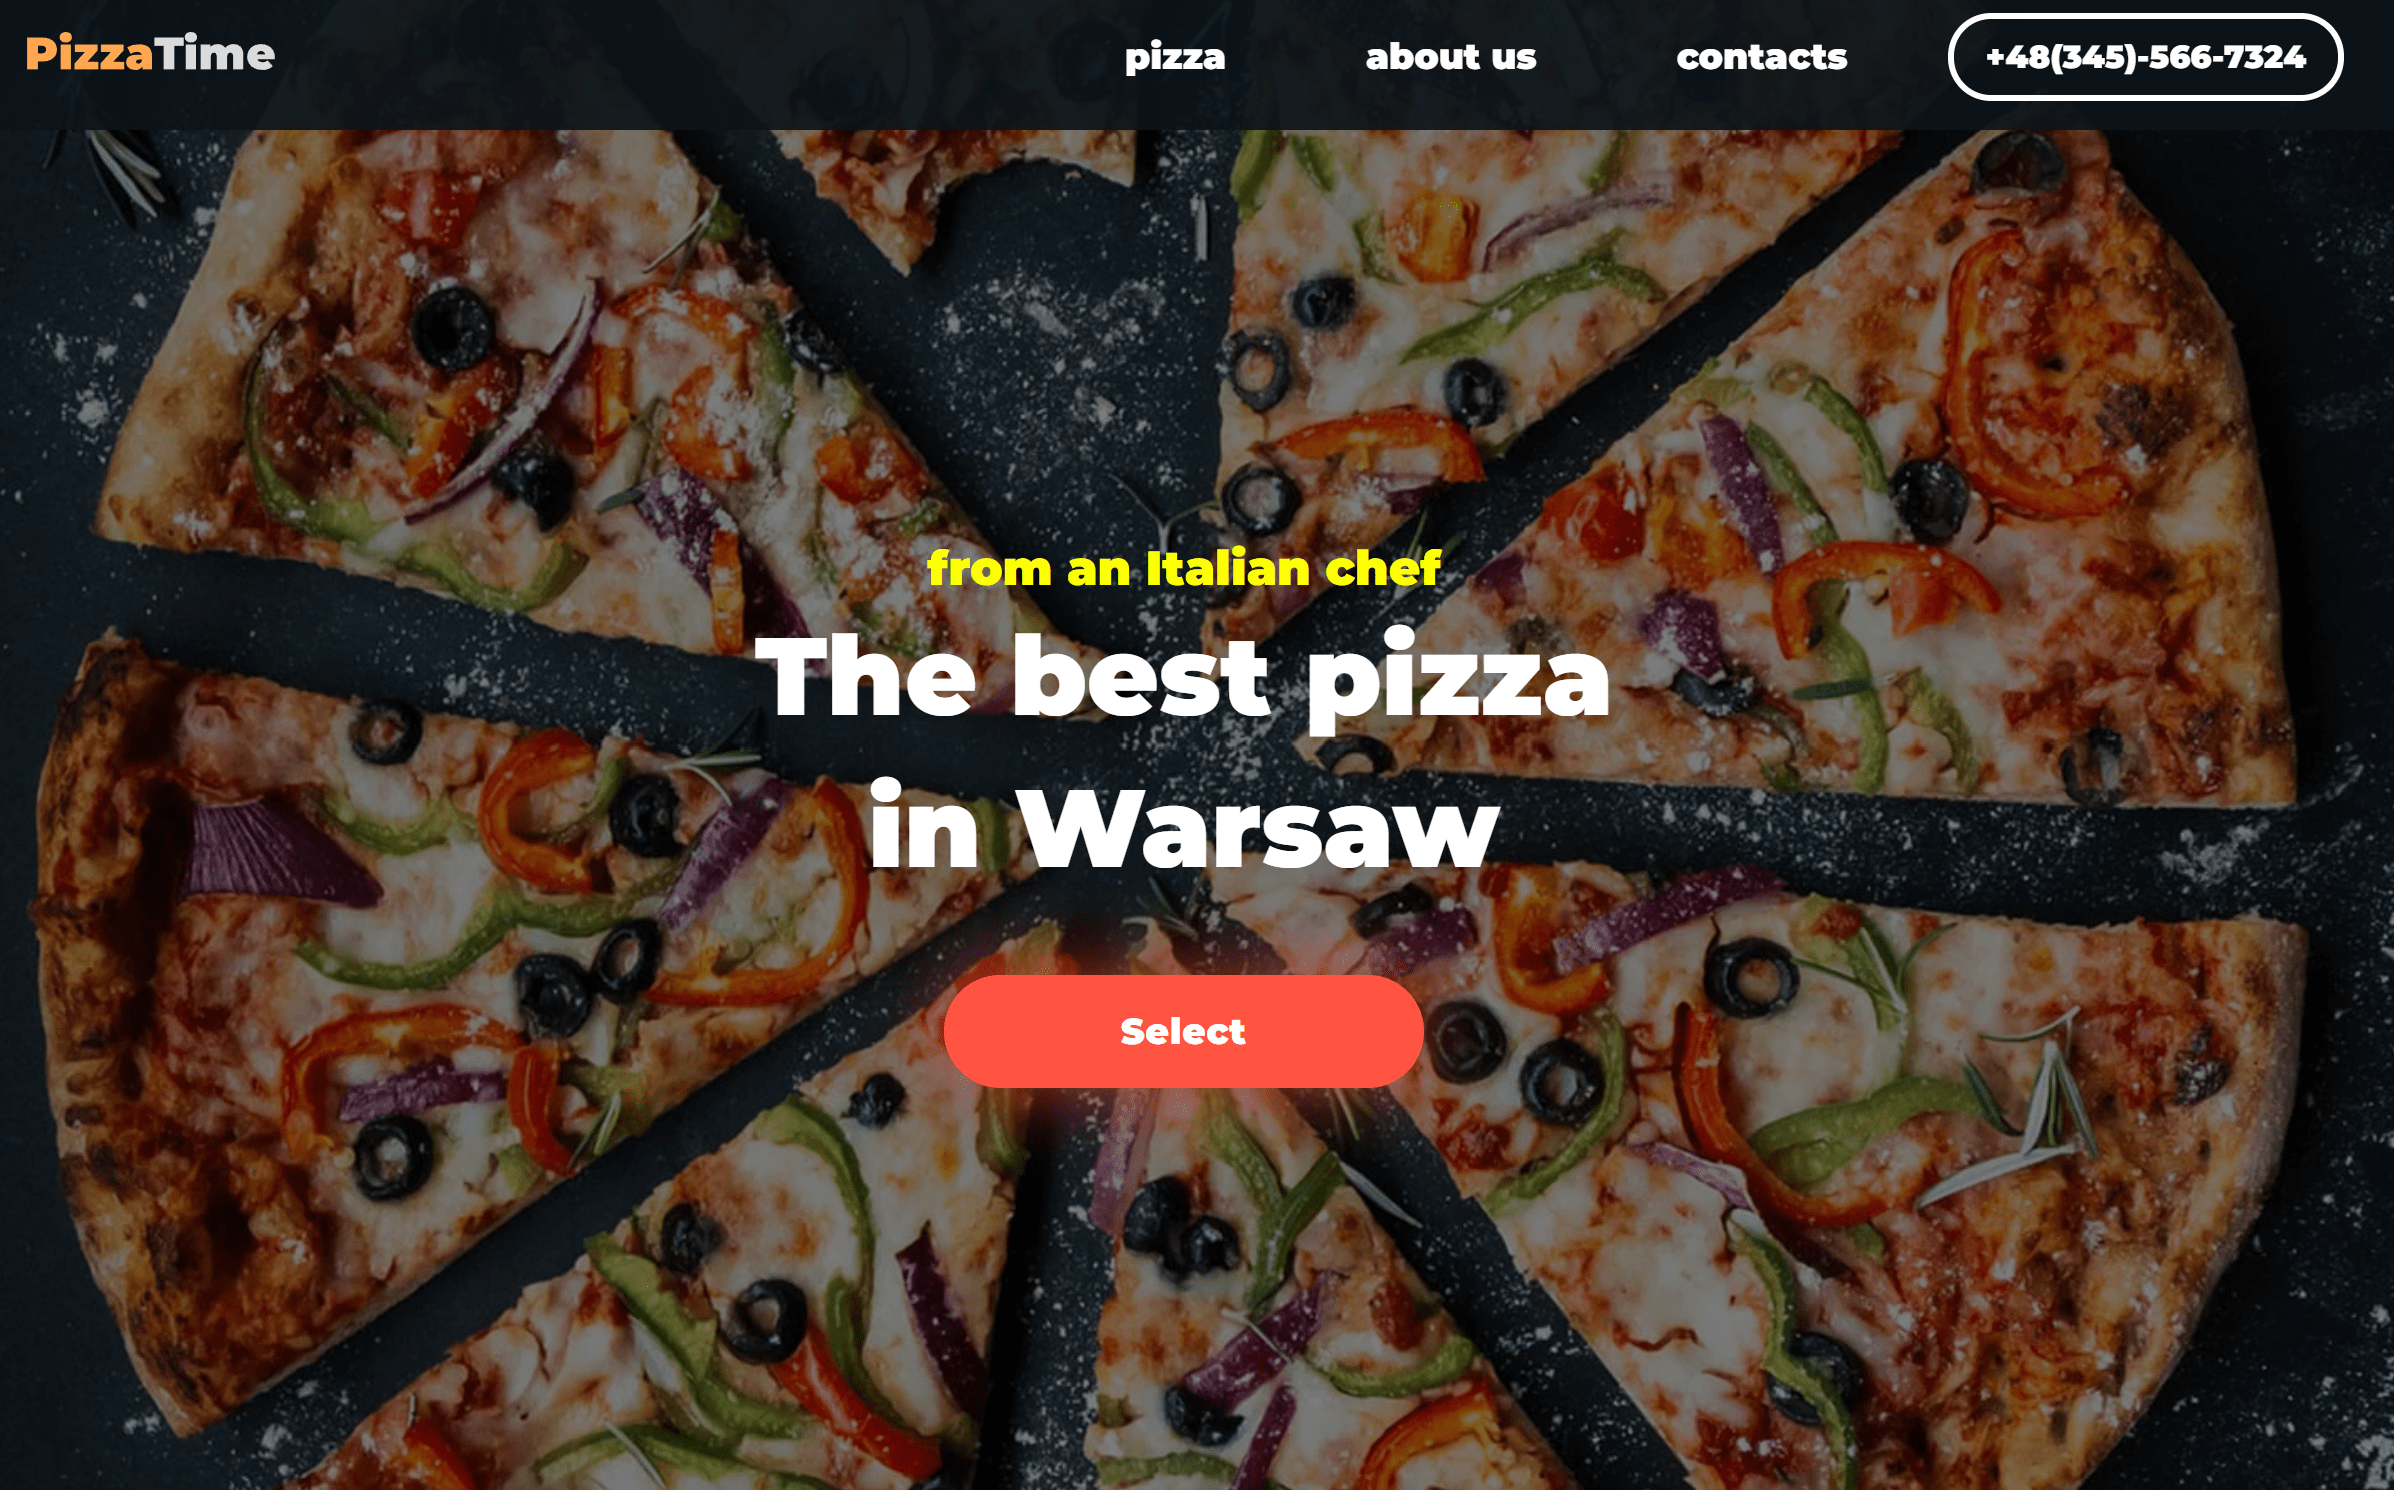 PizzaTime
pizza
about us
contacts
+48(345)-566-7324
from an Italian chef
The best pizza
in Warsaw
Select